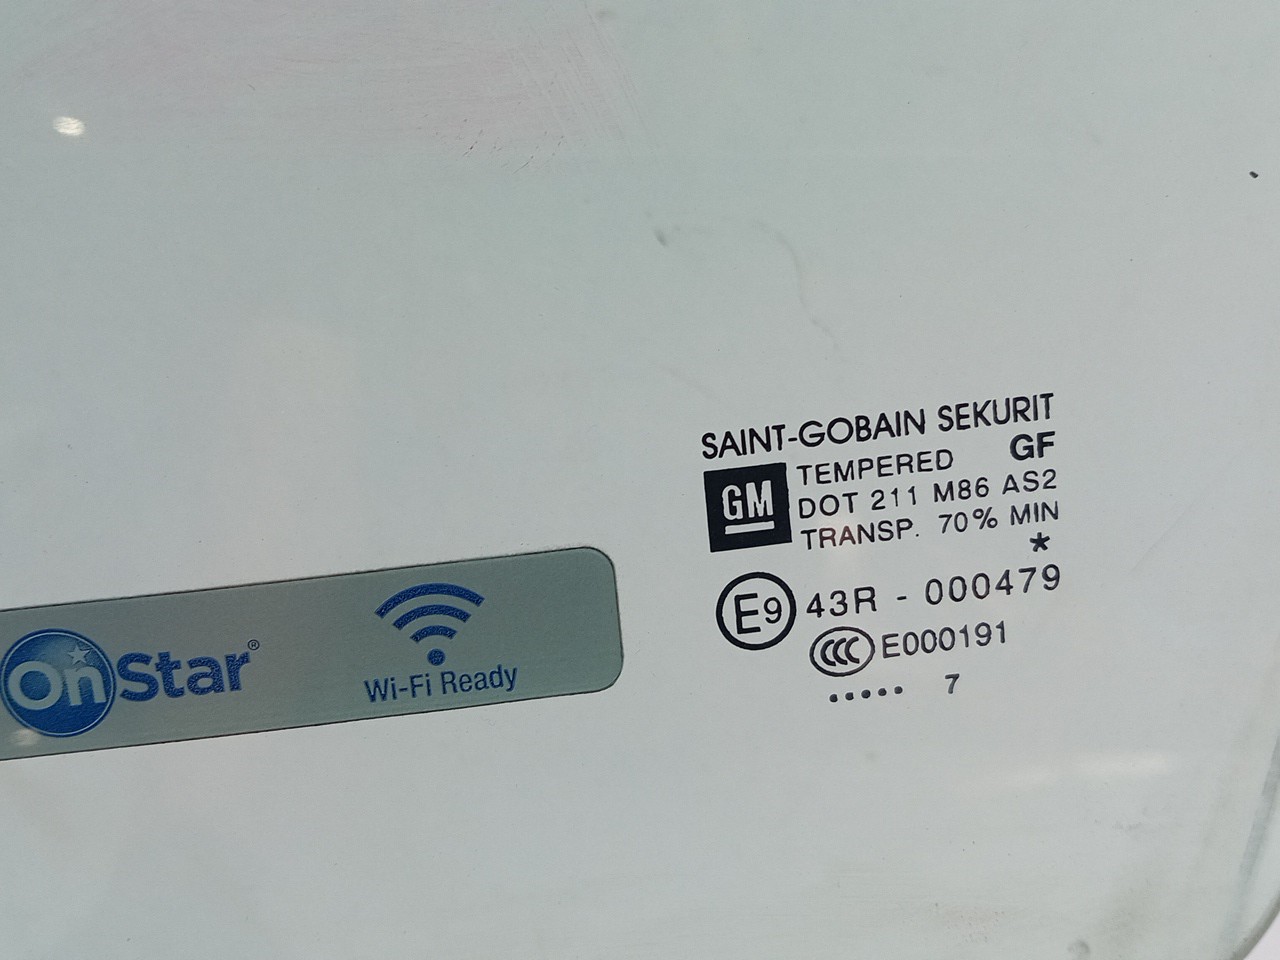 SAINT-GOBAIN SEKURIT
GM
TEMPERED GF
DOT 211 M86 AS2
TRANSP. 70% MIN
*
E9 43R - 000479
CCC E000191
..... 7
OnStar®
Wi-Fi Ready